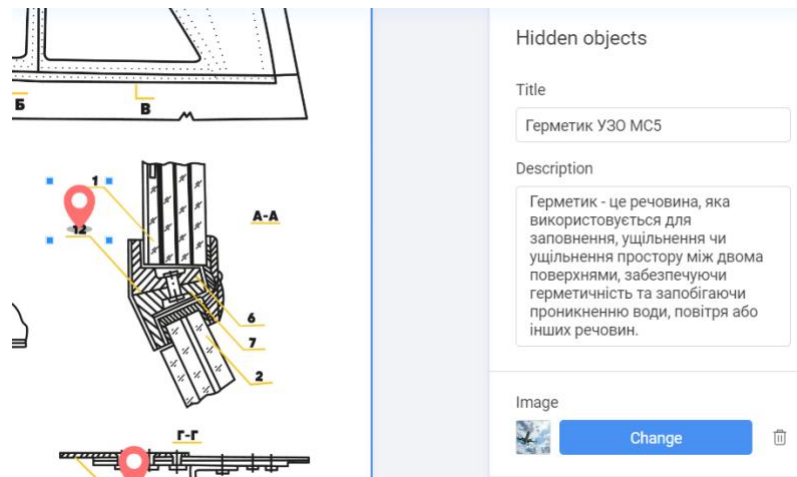 Б
В
1
12
А-А
6
7
2
Г-Г
Hidden objects
Title
Герметик УЗО МС5
Description
Герметик - це речовина, яка
використовується для
заповнення, ущільнення чи
ущільнення простору між двома
поверхнями, забезпечуючи
герметичність та запобігаючи
проникненню води, повітря або
інших речовин.
Image
Change